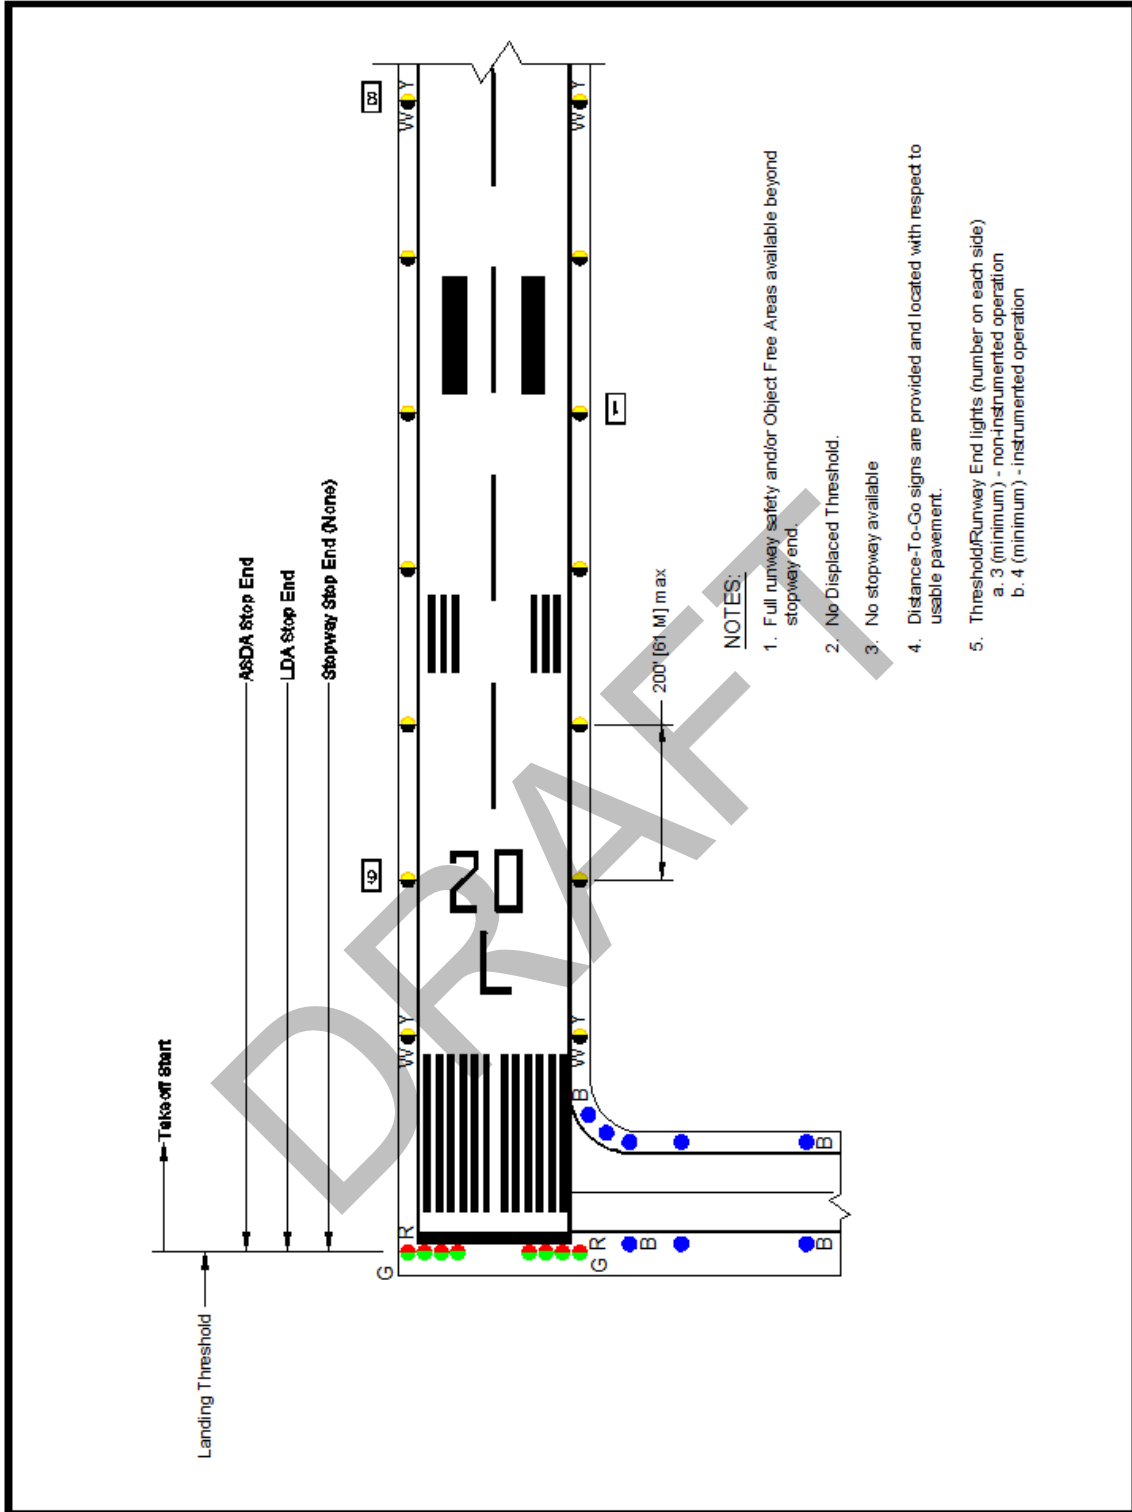 Landing Threshold
Takeoff Start
ASDA Stop End
LDA Stop End
Stopway Stop End (None)
G
R
W
Y
W
Y
20
L
1
W
Y
W
Y
G
R
B
B
B
B
200' [61 M] max
NOTES:
1. Full runway safety and/or Object Free Areas available beyond
stopway end.
2. No Displaced Threshold.
3. No stopway available
4. Distance-To-Go signs are provided and located with respect to
usable pavement.
5. Threshold/Runway End lights (number on each side)
a. 3 (minimum) - non-instrumented operation
b. 4 (minimum) - instrumented operation
DRAFT